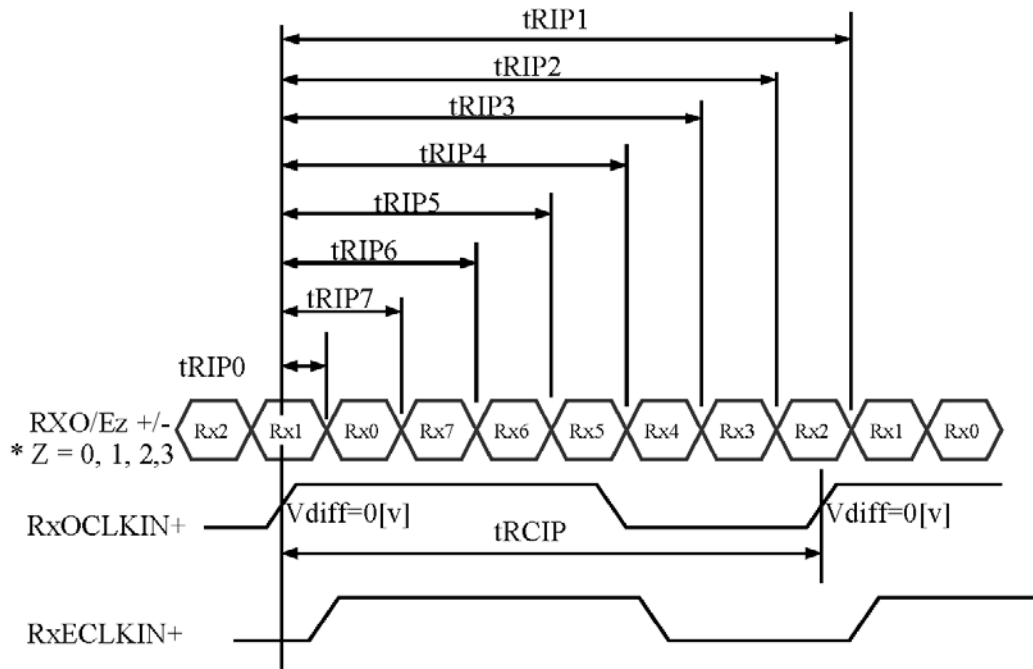 tRIP1
tRIP2
tRIP3
tRIP4
tRIP5
tRIP6
tRIP7
tRIP0
RXO/Ez +/-
* Z = 0, 1, 2,3
Rx2 Rx1 Rx0 Rx7 Rx6 Rx5 Rx4 Rx3 Rx2 Rx1 Rx0
RxOCLKIN+
Vdiff=0[v] Vdiff=0[v]
tRCIP
RxECLKIN+